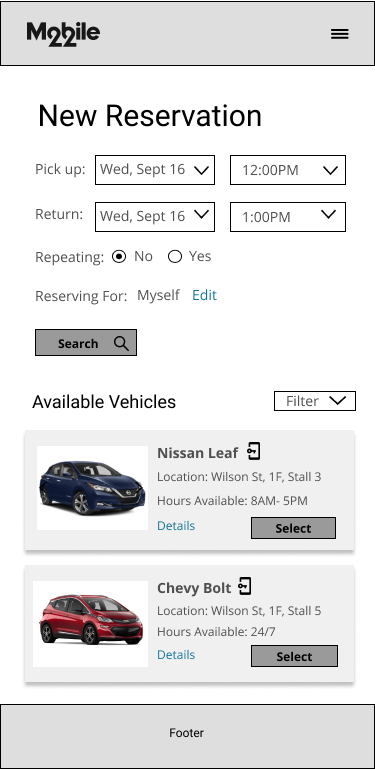 Mo22bile
New Reservation
Pick up: Wed, Sept 16 12:00PM
Return: Wed, Sept 16 1:00PM
Repeating: No Yes
Reserving For: Myself Edit
Search
Available Vehicles Filter
Nissan Leaf
Location: Wilson St, 1F, Stall 3
Hours Available: 8AM- 5PM
Details Select
Chevy Bolt
Location: Wilson St, 1F, Stall 5
Hours Available: 24/7
Details Select
Footer